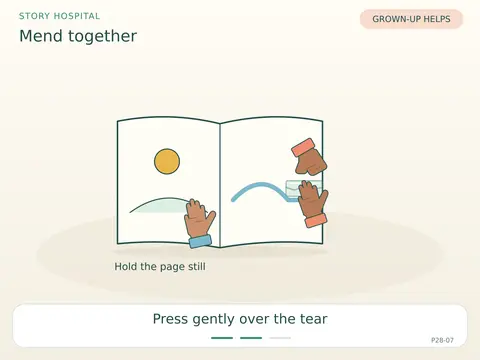 STORY HOSPITAL
Mend together
GROWN-UP HELPS
Hold the page still
Press gently over the tear
P28-07